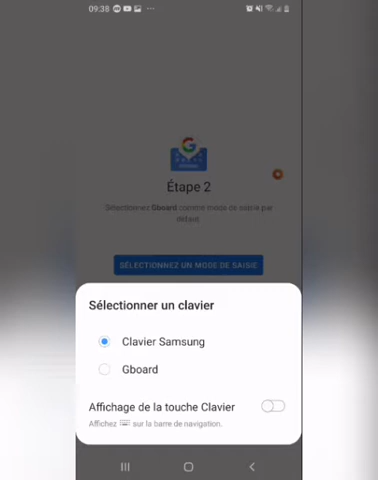 09:38
Étape 2
Sélectionnez Gboard comme mode de saisie par
défaut.
SÉLECTIONNEZ UN MODE DE SAISIE
Sélectionner un clavier
Clavier Samsung
Gboard
Affichage de la touche Clavier
Affichez sur la barre de navigation.